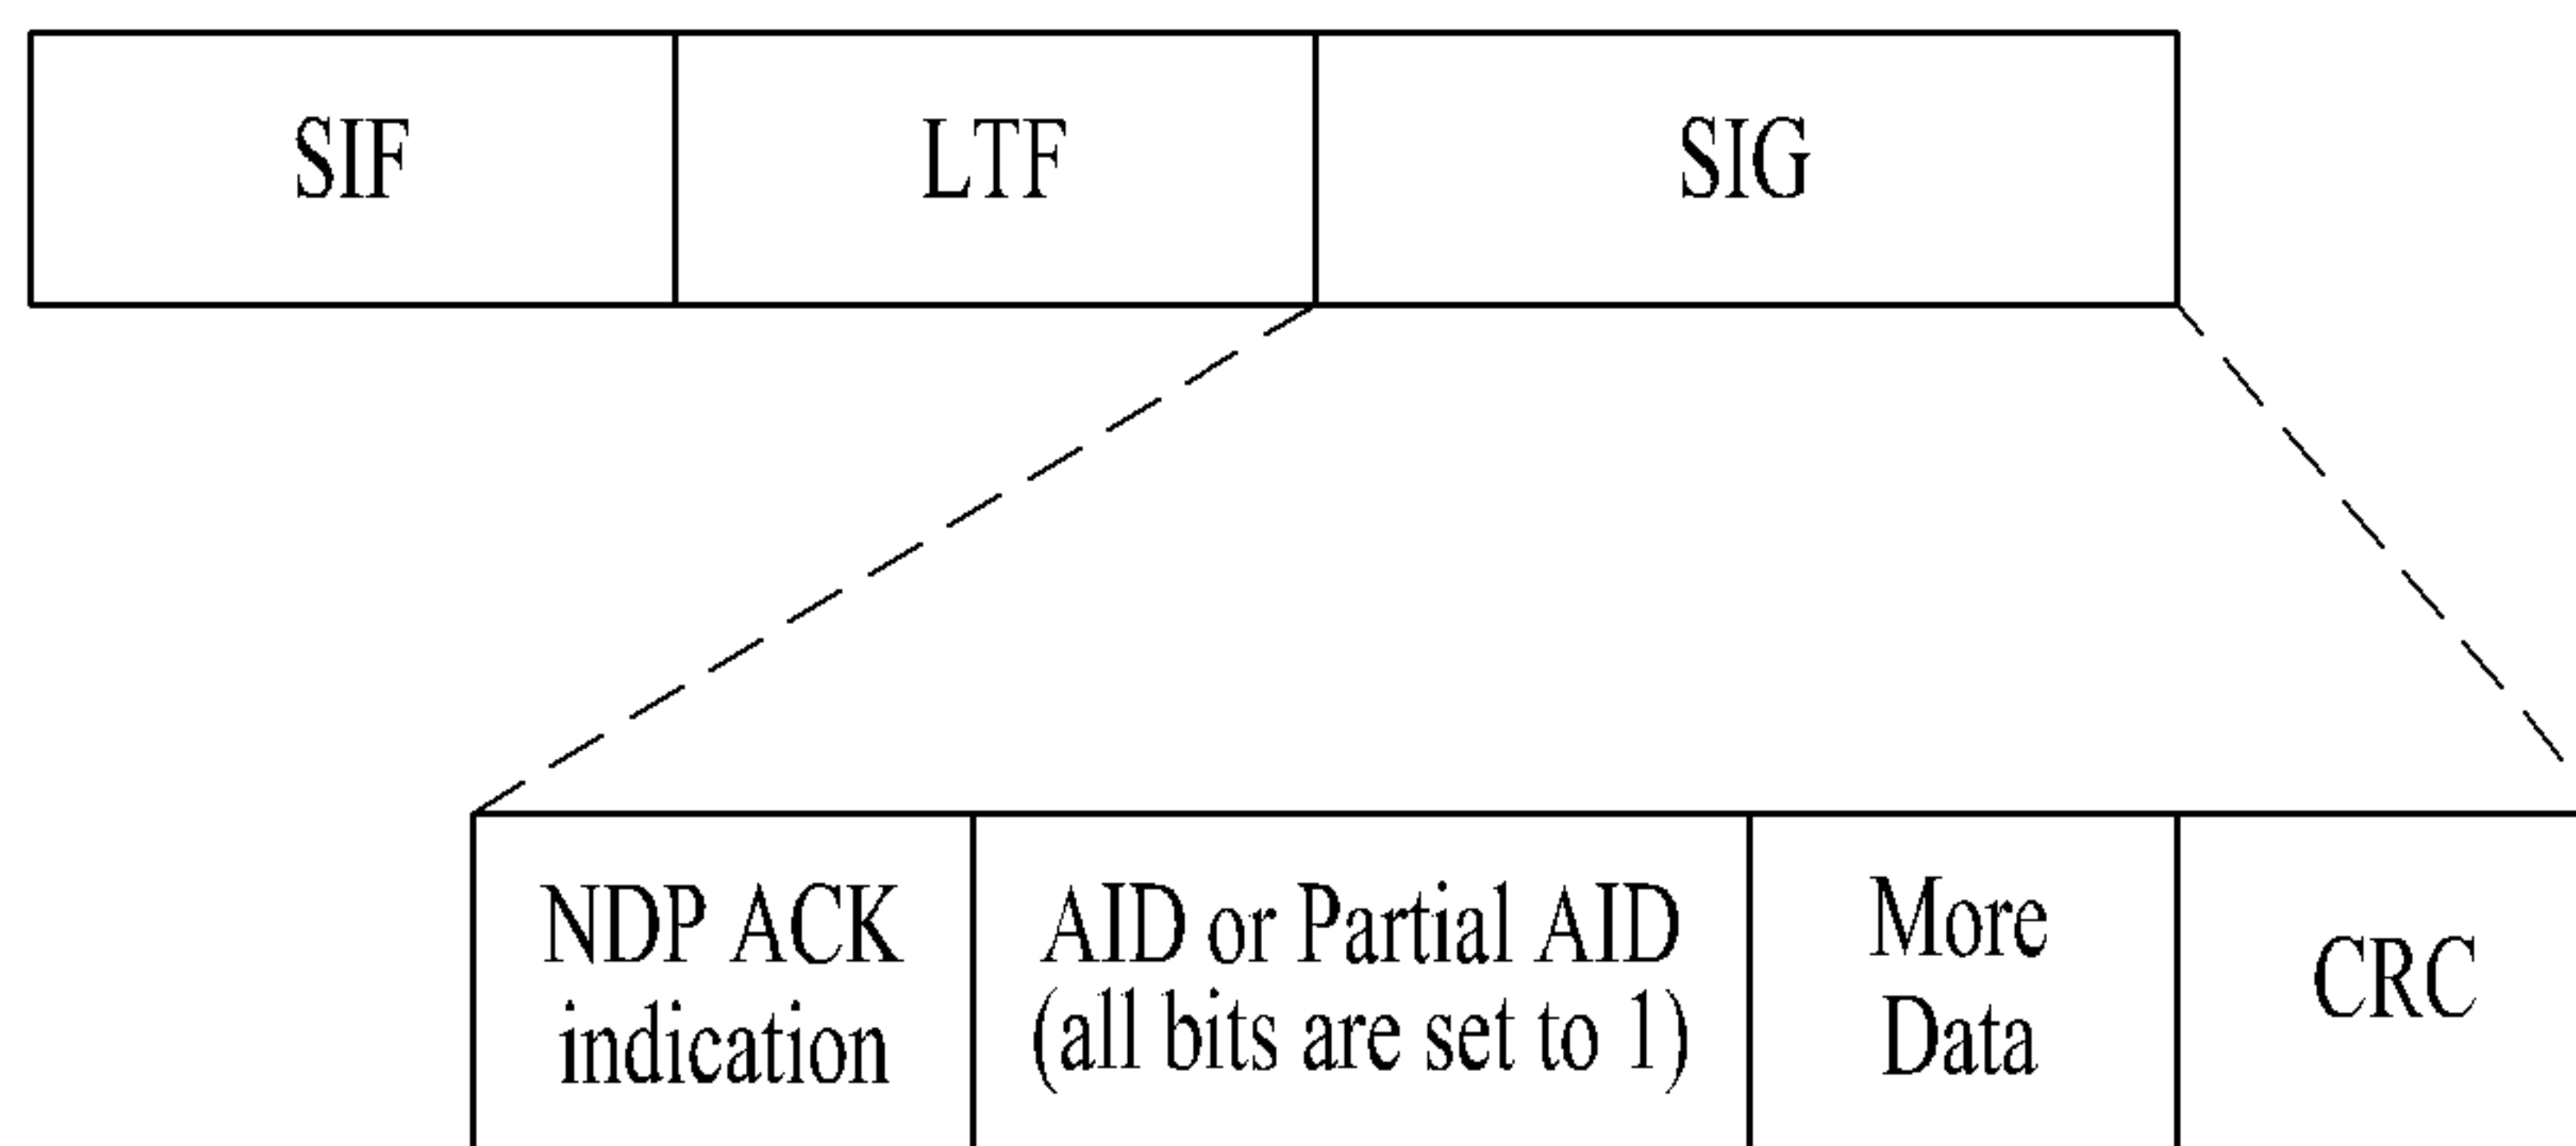 SIF
LTF
SIG
NDP ACK
indication
AID or Partial AID
(all bits are set to 1)
More
Data
CRC